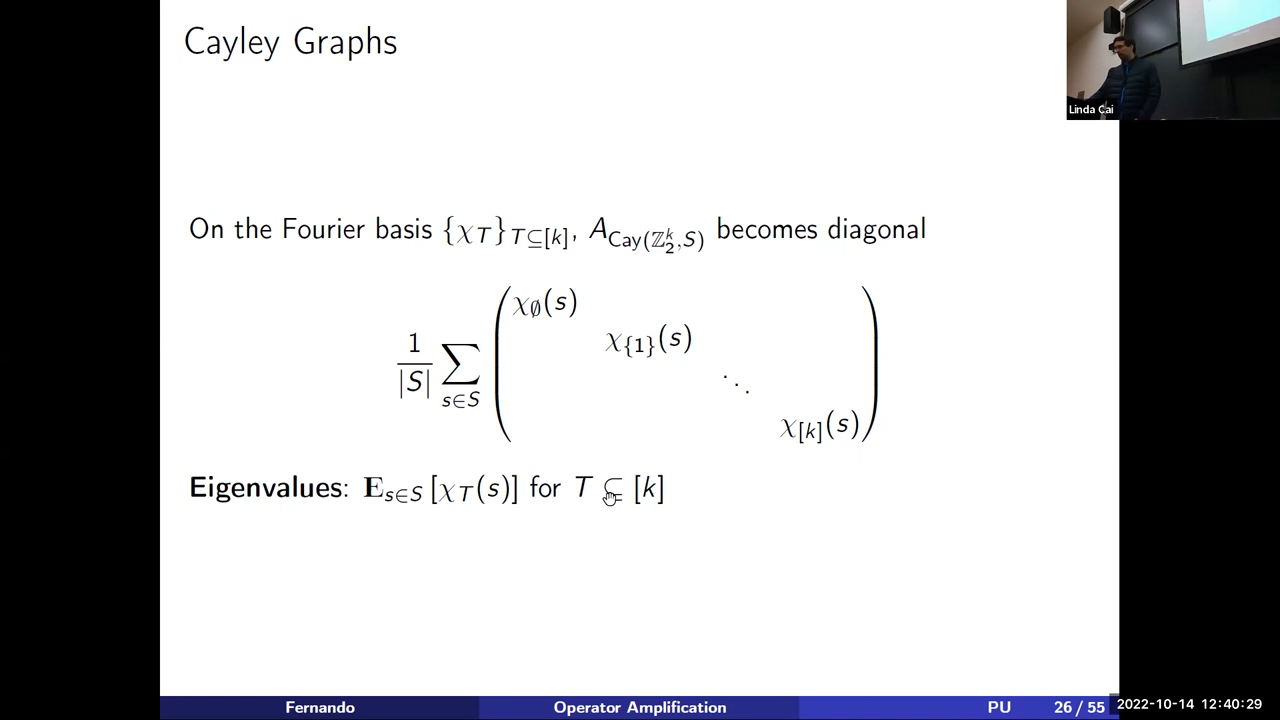 Cayley Graphs
Linda Cai
On the Fourier basis {χ_T}_{T⊆[k]}, A_{Cay(ℤ₂ᵏ,S)} becomes diagonal
1/|S| ∑_{s∈S} ( χ_∅(s)
χ_{1}(s)
⋱
χ_{[k]}(s) )
Eigenvalues: E_{s∈S} [χ_T(s)] for T ⊆ [k]
Fernando Operator Amplification PU 26 / 55 2022-10-14 12:40:29